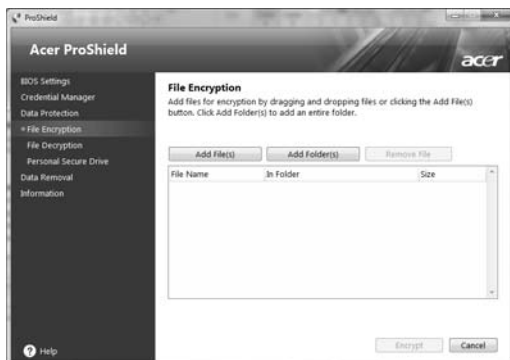 ProShield
Acer ProShield
acer
BIOS Settings
Credential Manager
Data Protection
File Encryption
File Decryption
Personal Secure Drive
Data Removal
Information
Help
File Encryption
Add files for encryption by dragging and dropping files or clicking the Add File(s)
button. Click Add Folder(s) to add an entire folder.
Add File(s)
Add Folder(s)
Remove File
File Name
In Folder
Size
Encrypt
Cancel